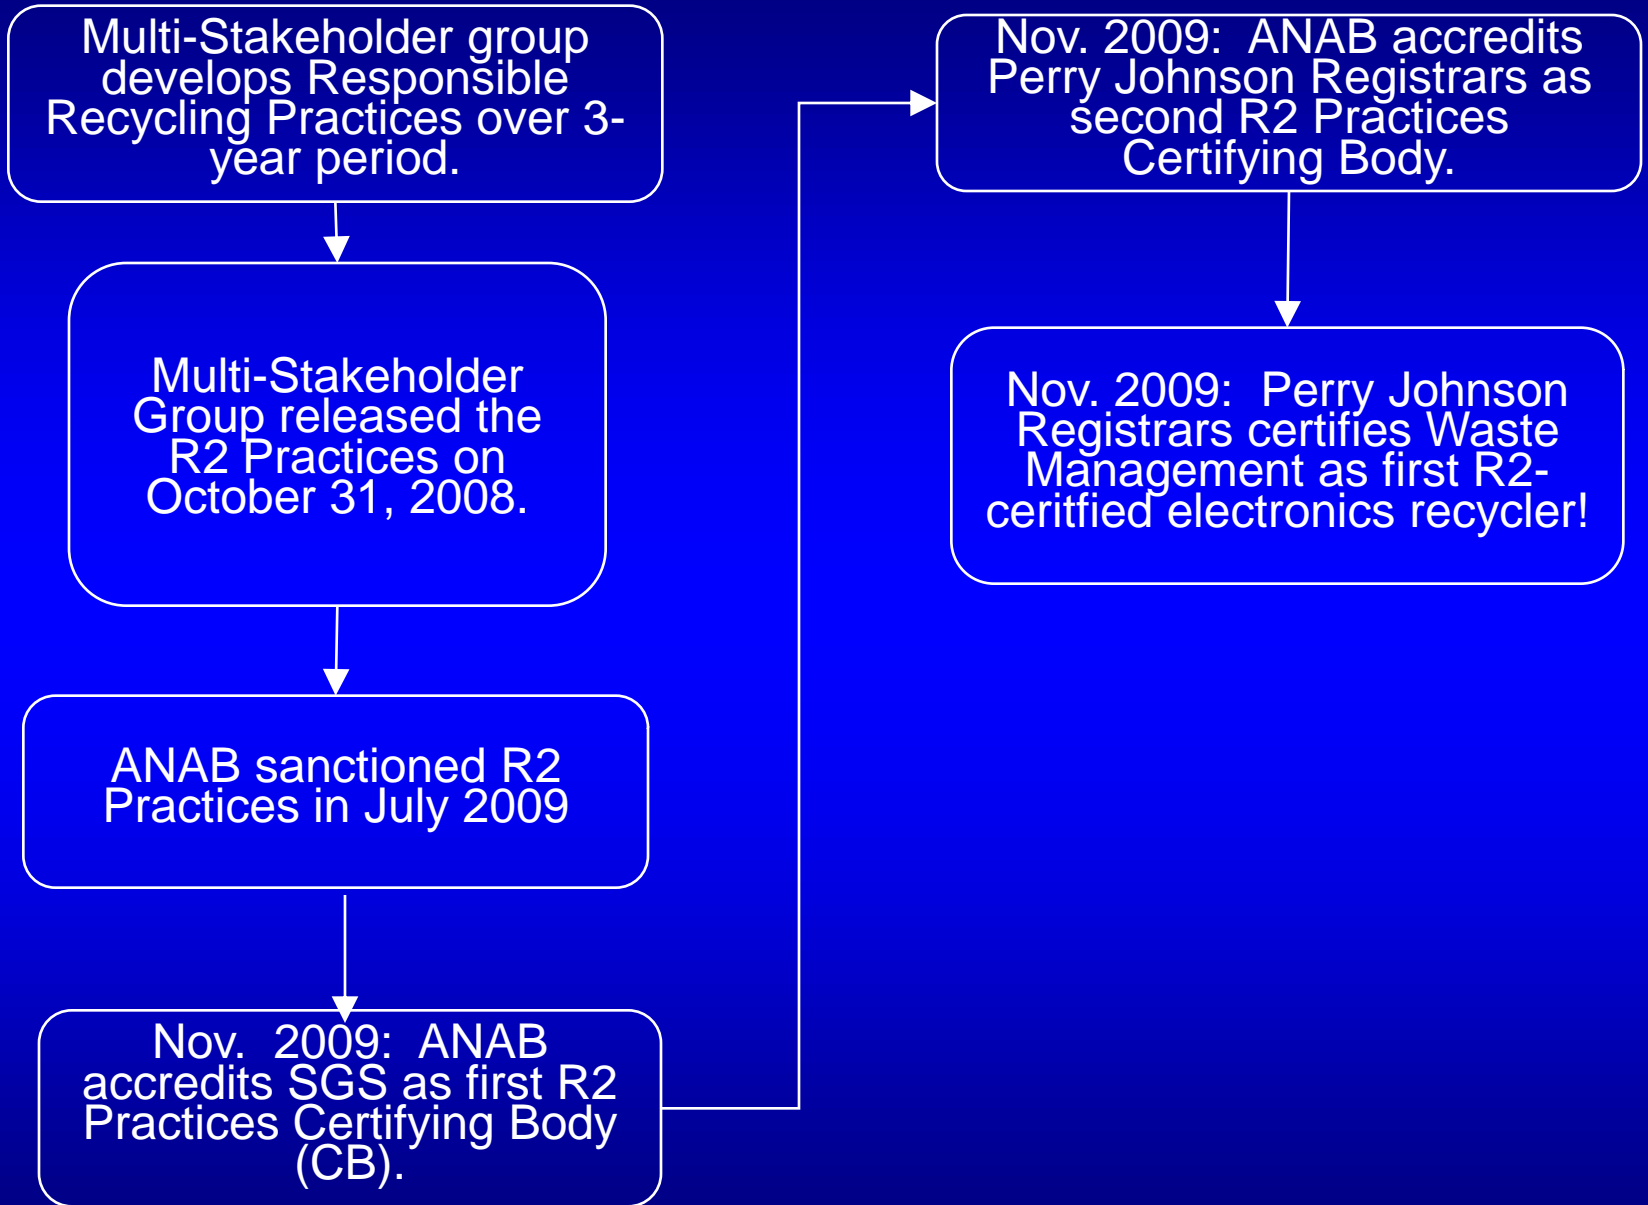 Multi-Stakeholder group
develops Responsible
Recycling Practices over 3-
year period.
Multi-Stakeholder
Group released the
R2 Practices on
October 31, 2008.
ANAB sanctioned R2
Practices in July 2009
Nov.  2009:  ANAB
accredits SGS as first R2
Practices Certifying Body
(CB).
Nov. 2009:  ANAB accredits
Perry Johnson Registrars as
second R2 Practices
Certifying Body.
Nov. 2009:  Perry Johnson
Registrars certifies Waste
Management as first R2-
ceritfied electronics recycler!